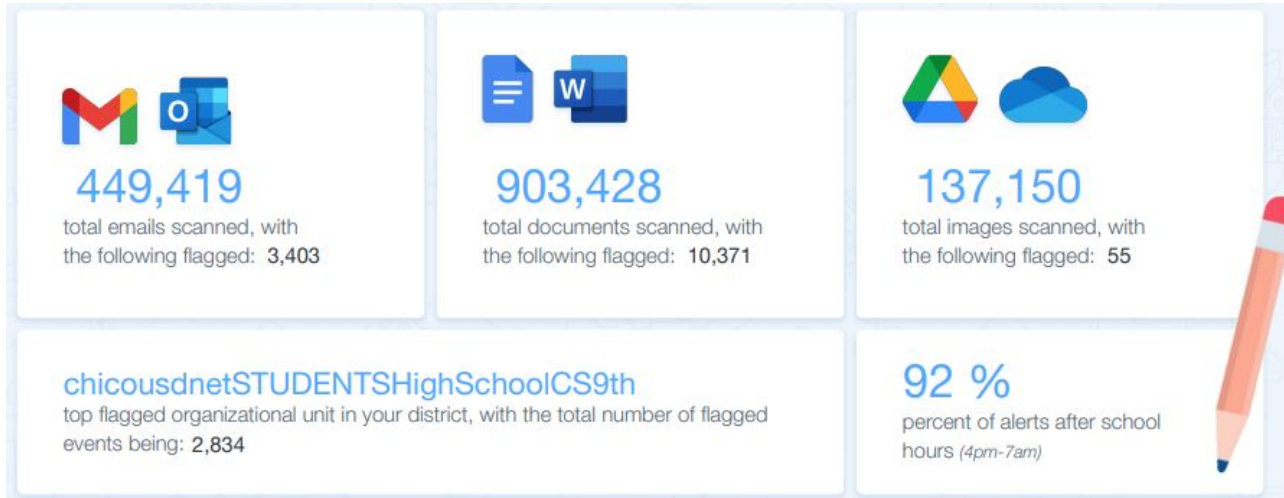 O
449,419
total emails scanned, with
the following flagged: 3,403
W
903,428
total documents scanned, with
the following flagged: 10,371
137,150
total images scanned, with
the following flagged: 55
chicousdnetSTUDENTSHighSchoolCS9th
top flagged organizational unit in your district, with the total number of flagged
events being: 2,834
92 %
percent of alerts after school
hours (4pm-7am)